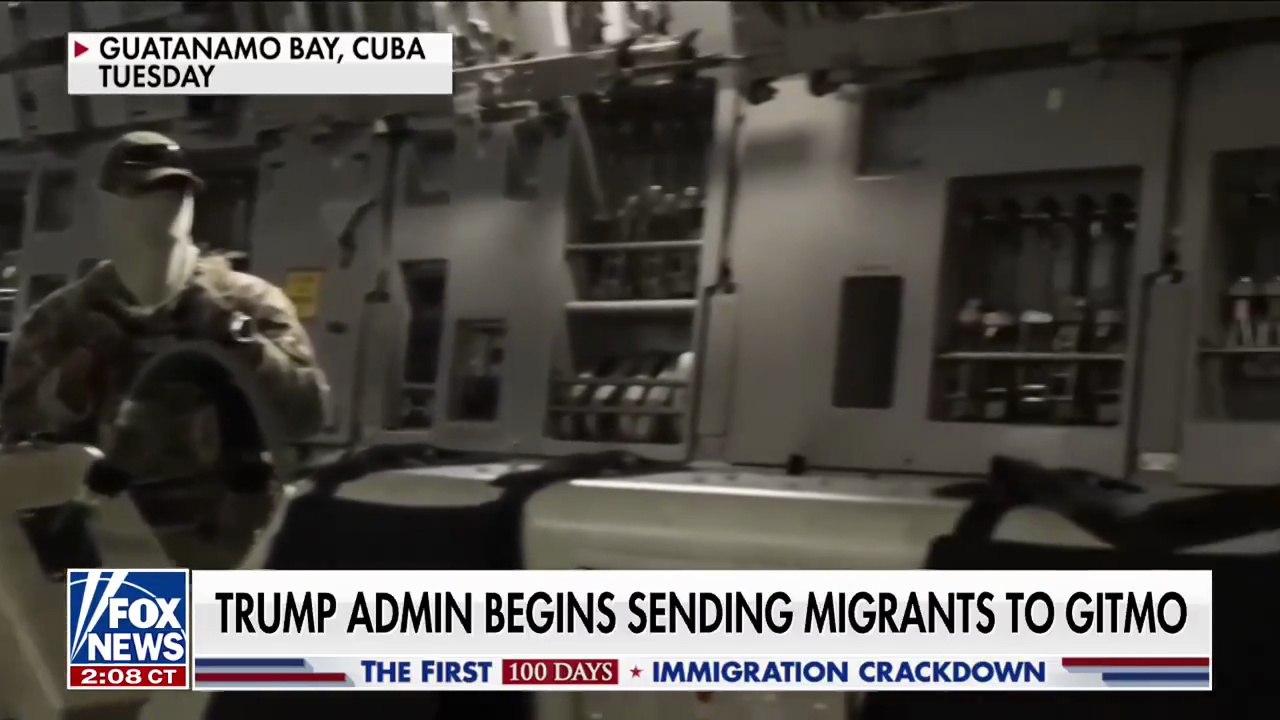 GUATANAMO BAY, CUBA
TUESDAY
FOX
NEWS
2:08 CT
TRUMP ADMIN BEGINS SENDING MIGRANTS TO GITMO
THE FIRST 100 DAYS ★ IMMIGRATION CRACKDOWN